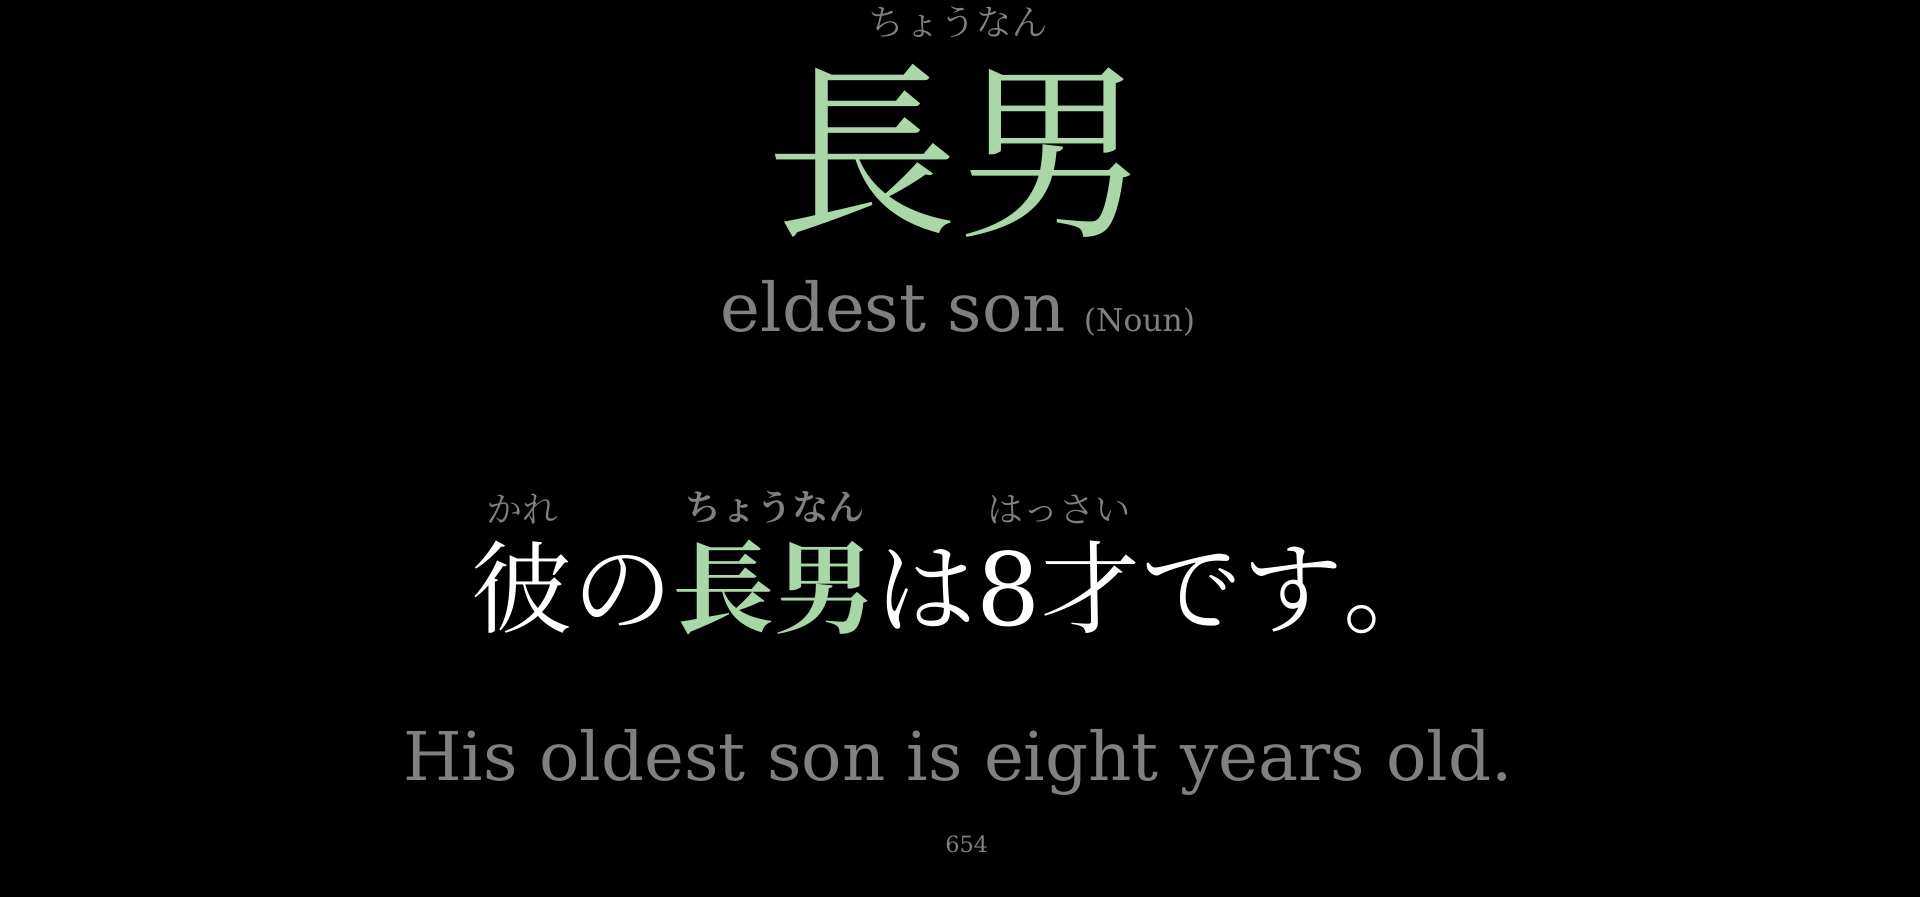 ちょうなん
長男
eldest son (Noun)
かれ ちょうなん はっさい
彼の長男は8才です。
His oldest son is eight years old.
654